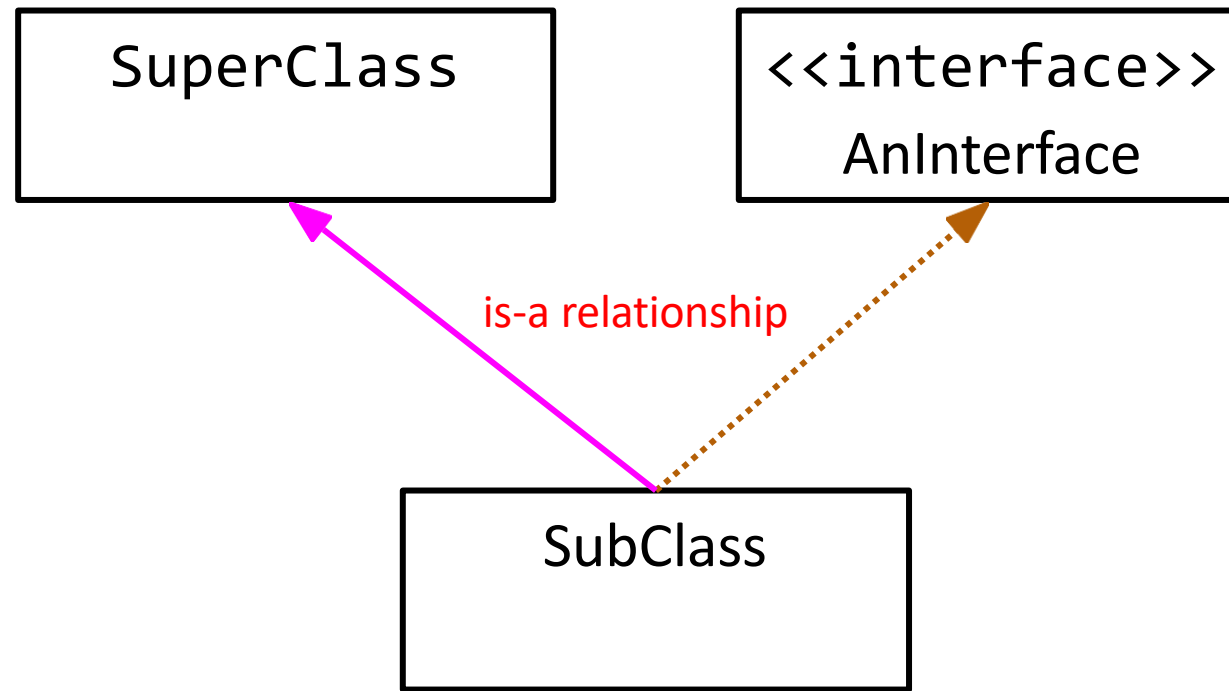 SuperClass
<<interface>>
AnInterface
is-a relationship
SubClass